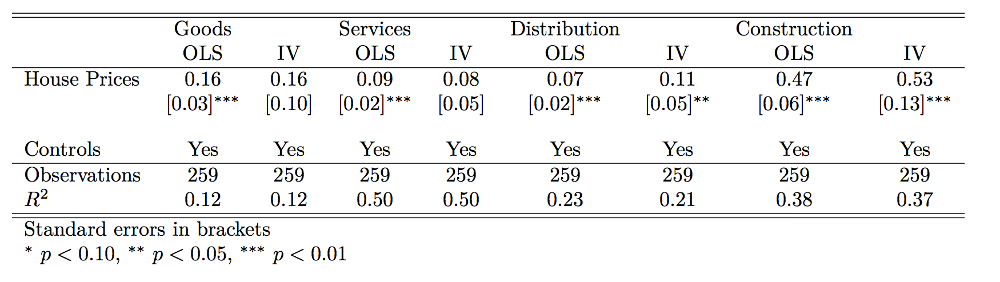 Goods Services Distribution Construction
OLS IV OLS IV OLS IV OLS IV
House Prices 0.16 0.16 0.09 0.08 0.07 0.11 0.47 0.53
[0.03]*** [0.10] [0.02]*** [0.05] [0.02]*** [0.05]** [0.06]*** [0.13]***
Controls Yes Yes Yes Yes Yes Yes Yes Yes
Observations 259 259 259 259 259 259 259 259
R² 0.12 0.12 0.50 0.50 0.23 0.21 0.38 0.37
Standard errors in brackets
* p < 0.10, ** p < 0.05, *** p < 0.01